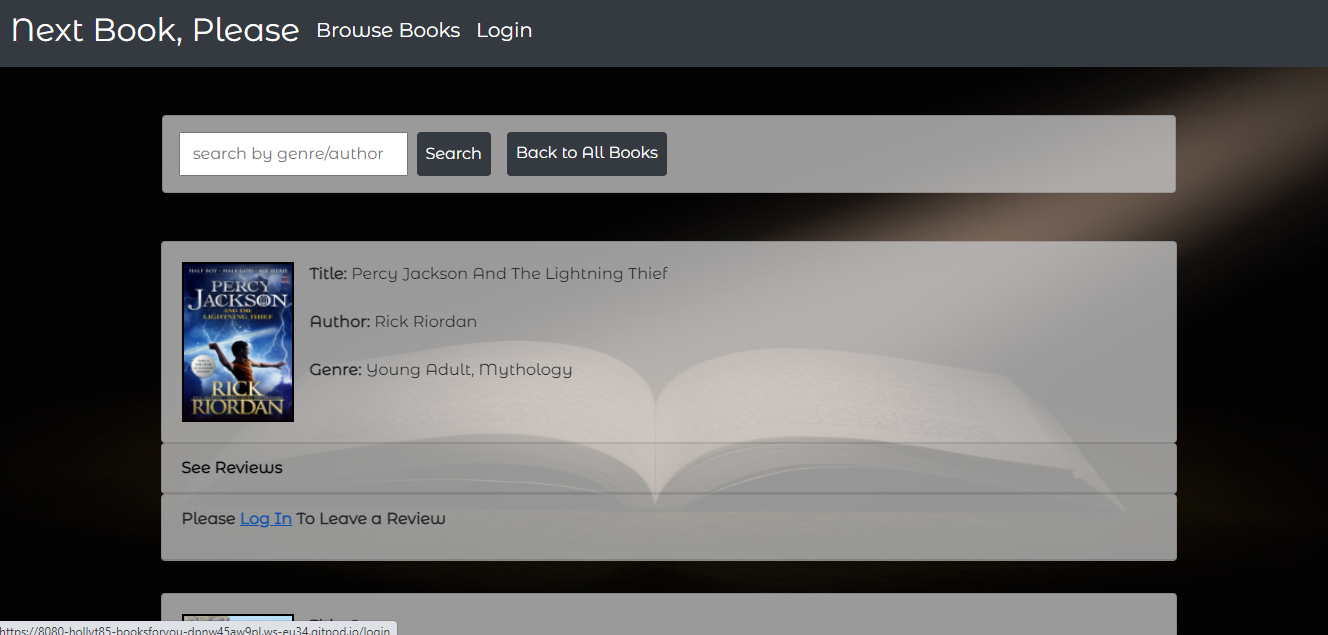 Next Book, Please Browse Books Login
search by genre/author Search Back to All Books
HALF BOY · HALF GOD · ALL HERO
PERCY
JACKSON
AND THE
LIGHTNING THIEF
RICK
RIORDAN
Title: Percy Jackson And The Lightning Thief
Author: Rick Riordan
Genre: Young Adult, Mythology
See Reviews
Please Log In To Leave a Review
https://8080-hollyt85-booksforyou-dpnw45aw9pl.ws-eu34.gitpod.io/login